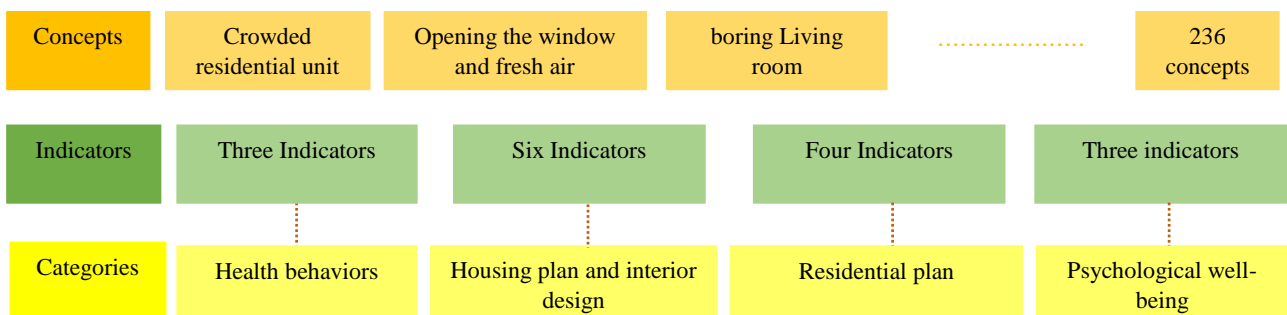 Concepts
Crowded
residential unit
Opening the window
and fresh air
boring Living
room
236
concepts
Indicators
Three Indicators
Six Indicators
Four Indicators
Three indicators
Categories
Health behaviors
Housing plan and interior
design
Residential plan
Psychological well-
being